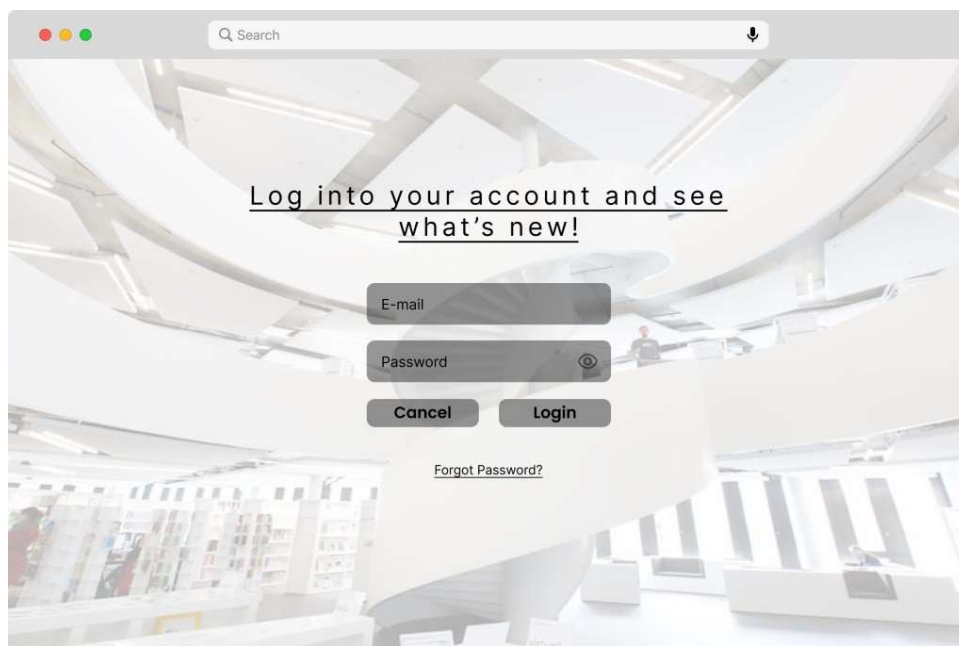 Search
Log into your account and see
what's new!
E-mail
Password
Cancel
Login
Forgot Password?